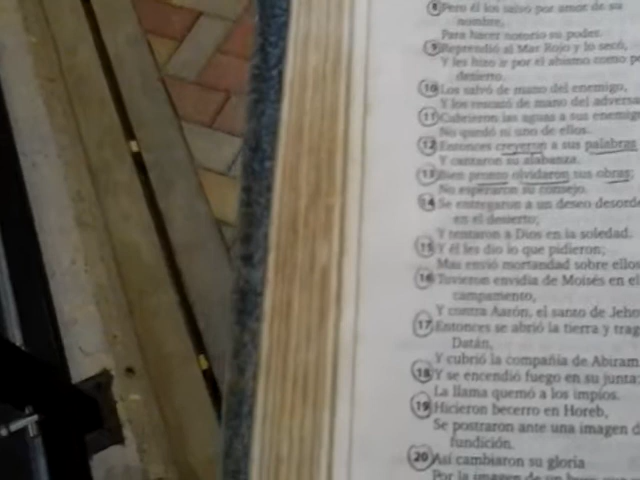 8 Pero él los salvó por amor de su
nombre,
Para hacer notorio su poder.
9 Reprendió al Mar Rojo y lo secó,
Y les hizo ir por el abismo como
desierto.
10 Los salvó de mano del enemigo,
Y los rescató de mano del
11 Cubrieron las aguas a sus
No quedó ni uno de ellos.
12 Entonces creyeron a sus palabras
Y cantaron su alabanza.
13 Bien pronto olvidaron sus obras;
No esperaron su consejo.
14 Se entregaron a un deseo
en el desierto;
Y tentaron a Dios en la soledad.
15 Y él les dio lo que pidieron;
Mas envió mortandad sobre ellos
16 Tuvieron envidia de Moisés en el
campamento,
Y contra Aarón, el santo de
17 Entonces se abrió la tierra y
Datán,
Y cubrió la compañía de Abiram.
18 Y se encendió fuego en su junta;
La llama quemó a los impíos.
19 Hicieron becerro en Horeb,
Se postraron ante una imagen
fundición.
20 Así cambiaron su gloria
Por la imagen de un